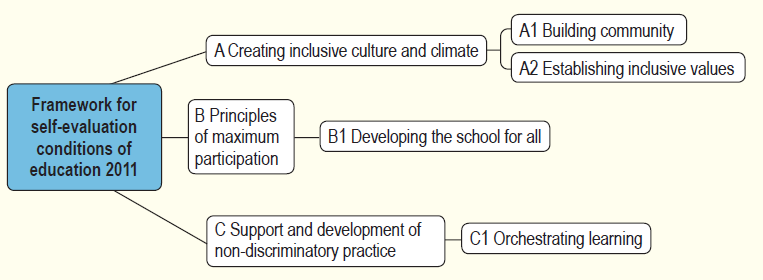 Framework for
self-evaluation
conditions of
education 2011
A Creating inclusive culture and climate
A1 Building community
A2 Establishing inclusive values
B Principles
of maximum
participation
B1 Developing the school for all
C Support and development of
non-discriminatory practice
C1 Orchestrating learning